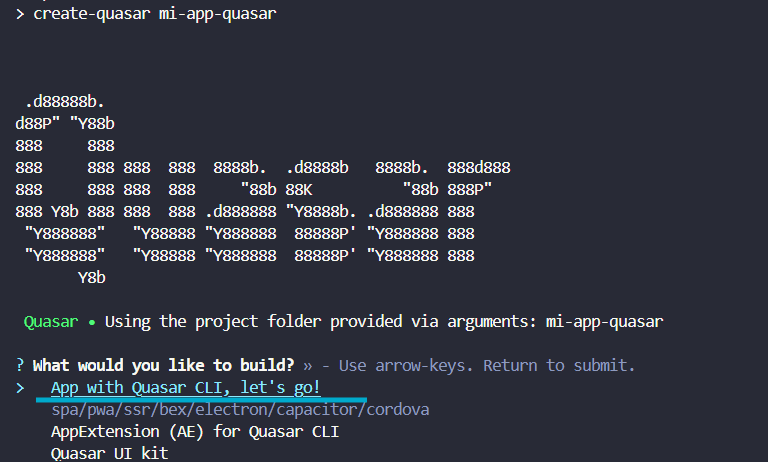 > create-quasar mi-app-quasar
.d88888b.
d88P" "Y88b
888     888
888     888 888  888  8888b.  .d8888b   8888b.  888d888
888     888 888  888     "88b 88K          "88b 888P"
888 Y8b 888 888  888 .d888888 "Y8888b. .d888888 888
"Y888888"   "Y88888 "Y888888  88888P' "Y888888 888
"Y888888"   "Y88888 "Y888888  88888P' "Y888888 888
Y8b
Quasar • Using the project folder provided via arguments: mi-app-quasar
? What would you like to build? » - Use arrow-keys. Return to submit.
> App with Quasar CLI, let's go!
spa/pwa/ssr/bex/electron/capacitor/cordova
AppExtension (AE) for Quasar CLI
Quasar UI kit